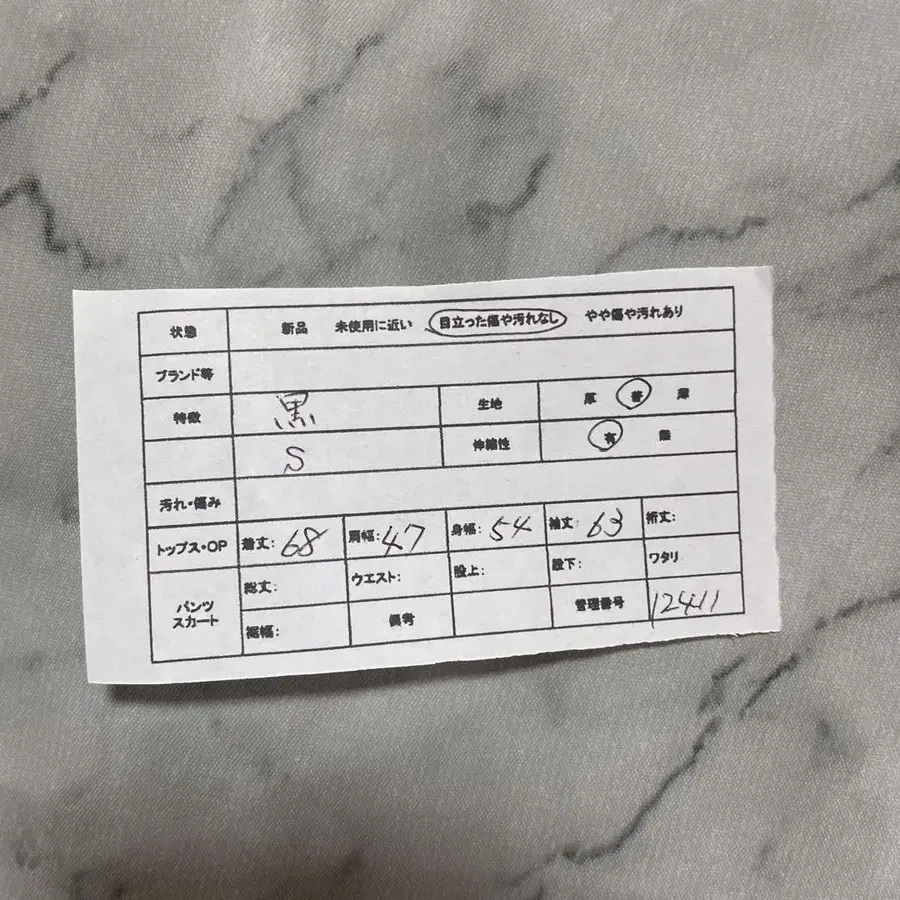 状態 新品 未使用に近い 目立った傷や汚れなし やや傷や汚れあり
ブランド等
特徴 黒 生地 厚 普 薄
S 伸縮性 有 無
汚れ・傷み
トップス・OP 着丈: 68 肩幅: 47 身幅: 54 袖丈: 63 裄丈:
パンツ スカート 総丈: ウエスト: 股上: 股下: ワタリ
裾幅: 備考 管理番号 12411